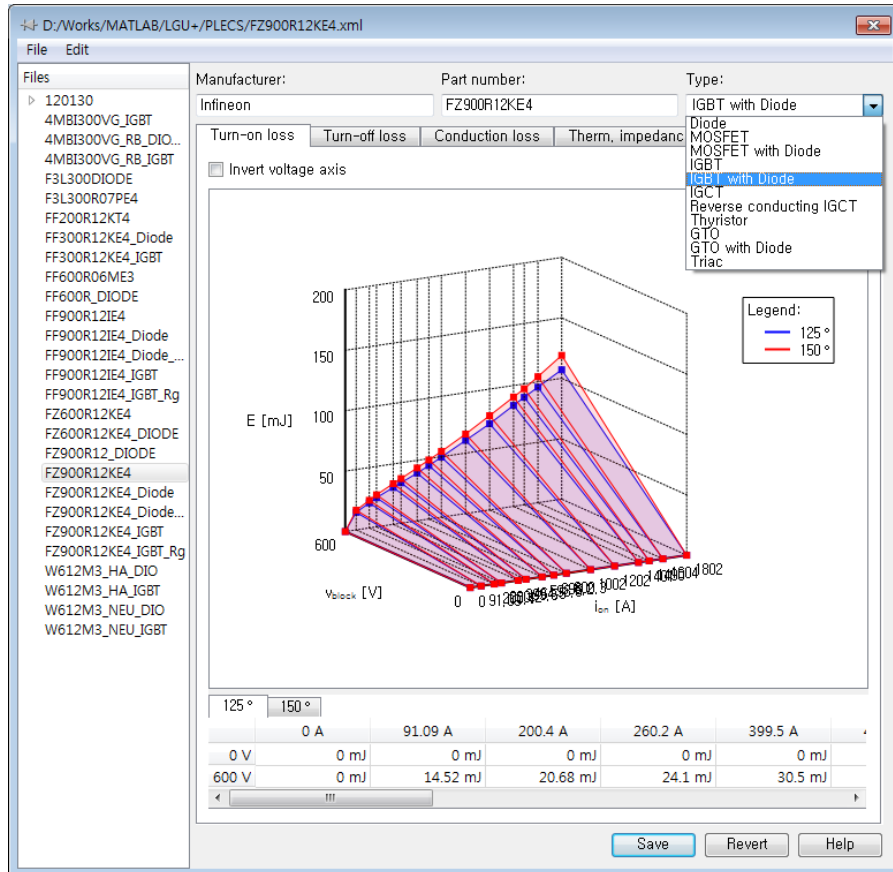 D:/Works/MATLAB/LGU+/PLECS/FZ900R12KE4.xml
File Edit
Files
120130
4MBI300VG_IGBT
4MBI300VG_RB_DIO...
4MBI300VG_RB_IGBT
F3L300DIODE
F3L300R07PE4
FF200R12KT4
FF300R12KE4_Diode
FF300R12KE4_IGBT
FF600R06ME3
FF600R_DIODE
FF900R12IE4
FF900R12IE4_Diode
FF900R12IE4_Diode_...
FF900R12IE4_IGBT
FF900R12IE4_IGBT_Rg
FZ600R12KE4
FZ600R12KE4_DIODE
FZ900R12_DIODE
FZ900R12KE4
FZ900R12KE4_Diode
FZ900R12KE4_Diode...
FZ900R12KE4_IGBT
FZ900R12KE4_IGBT_Rg
W612M3_HA_DIO
W612M3_HA_IGBT
W612M3_NEU_DIO
W612M3_NEU_IGBT
Manufacturer: Part number: Type:
Infineon FZ900R12KE4 IGBT with Diode
Diode
MOSFET
MOSFET with Diode
IGBT
IGBT with Diode
IGCT
Reverse conducting IGCT
Thyristor
GTO
GTO with Diode
Triac
Turn-on loss Turn-off loss Conduction loss Therm. impedanc
Invert voltage axis
Legend:
125 °
150 °
200
150
E [mJ] 100
50
600
v_block [V] 0 0 1802
i_on [A]
125 ° 150 °
0 A 91.09 A 200.4 A 260.2 A 399.5 A
0 V 0 mJ 0 mJ 0 mJ 0 mJ 0 mJ
600 V 0 mJ 14.52 mJ 20.68 mJ 24.1 mJ 30.5 mJ
Save Revert Help